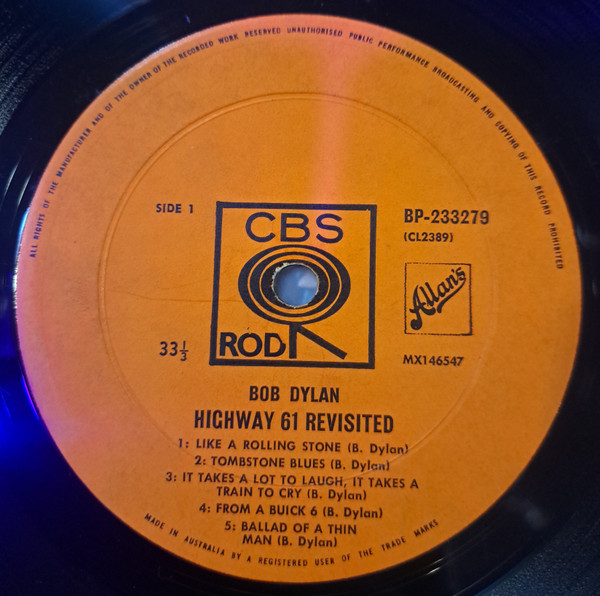 ALL RIGHTS OF THE MANUFACTURER AND OF THE OWNER OF THE RECORDED WORK RESERVED UNAUTHORISED PUBLIC PERFORMANCE BROADCASTING AND COPYING OF THIS RECORD PROHIBITED
SIDE 1
CBS
ROD
BP-233279
(CL2389)
Allan's
33⅓
MX146547
BOB DYLAN
HIGHWAY 61 REVISITED
1: LIKE A ROLLING STONE (B. Dylan)
2: TOMBSTONE BLUES (B. Dylan)
3: IT TAKES A LOT TO LAUGH, IT TAKES A
TRAIN TO CRY (B. Dylan)
4: FROM A BUICK 6 (B. Dylan)
5: BALLAD OF A THIN
MAN (B. Dylan)
MADE IN AUSTRALIA BY A REGISTERED USER OF THE TRADE MARKS